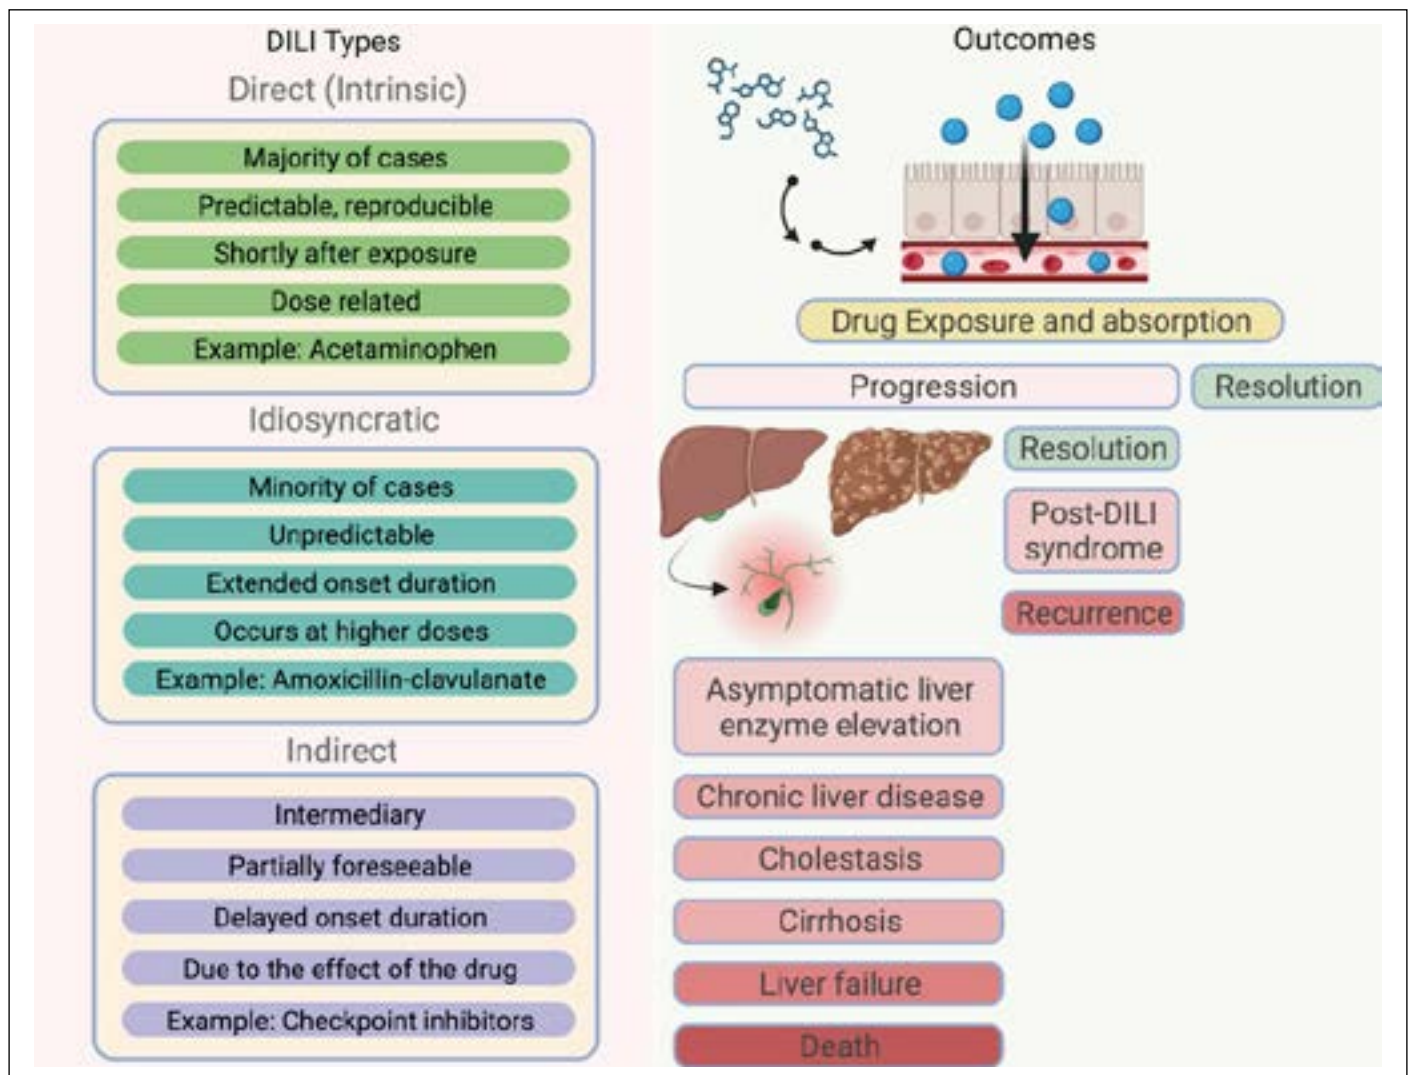 DILI Types
Direct (Intrinsic)
Majority of cases
Predictable, reproducible
Shortly after exposure
Dose related
Example: Acetaminophen
Idiosyncratic
Minority of cases
Unpredictable
Extended onset duration
Occurs at higher doses
Example: Amoxicillin-clavulanate
Indirect
Intermediary
Partially foreseeable
Delayed onset duration
Due to the effect of the drug
Example: Checkpoint inhibitors
Outcomes
Drug Exposure and absorption
Progression
Resolution
Resolution
Post-DILI
syndrome
Recurrence
Asymptomatic liver
enzyme elevation
Chronic liver disease
Cholestasis
Cirrhosis
Liver failure
Death